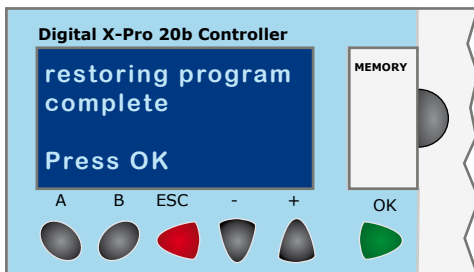 Digital X-Pro 20b Controller
restoring program
complete
Press OK
MEMORY
A B ESC - + OK